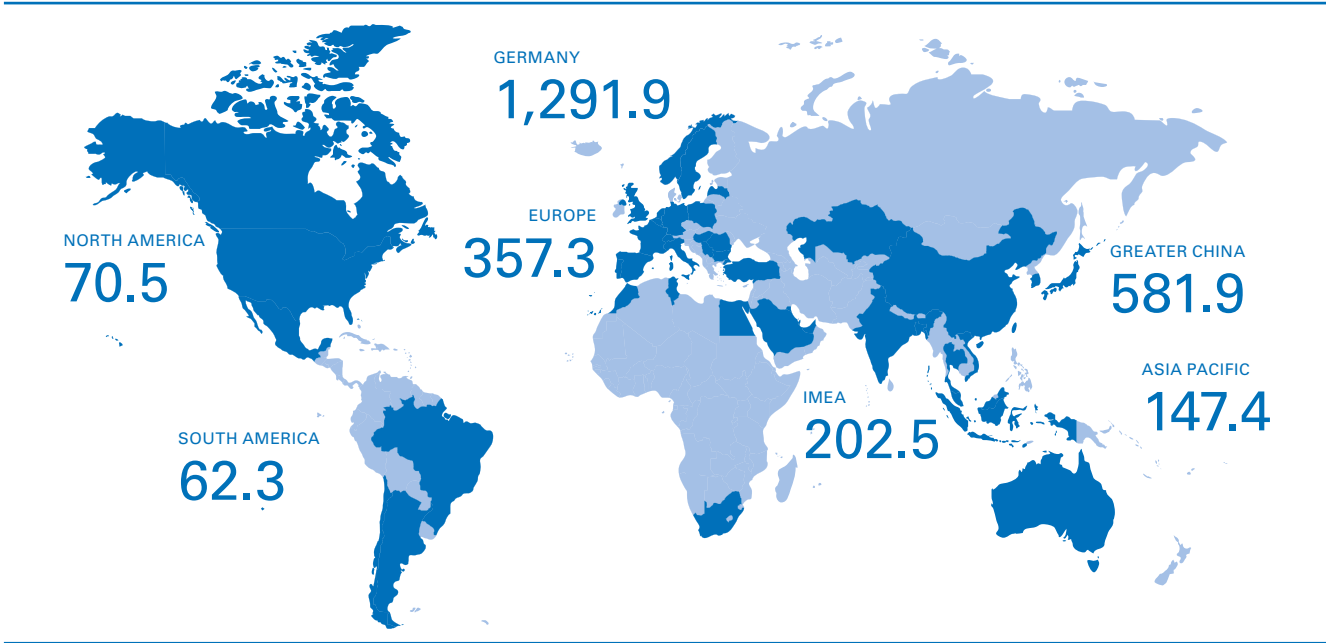 GERMANY
1,291.9
EUROPE
357.3
NORTH AMERICA
70.5
GREATER CHINA
581.9
ASIA PACIFIC
147.4
IMEA
202.5
SOUTH AMERICA
62.3